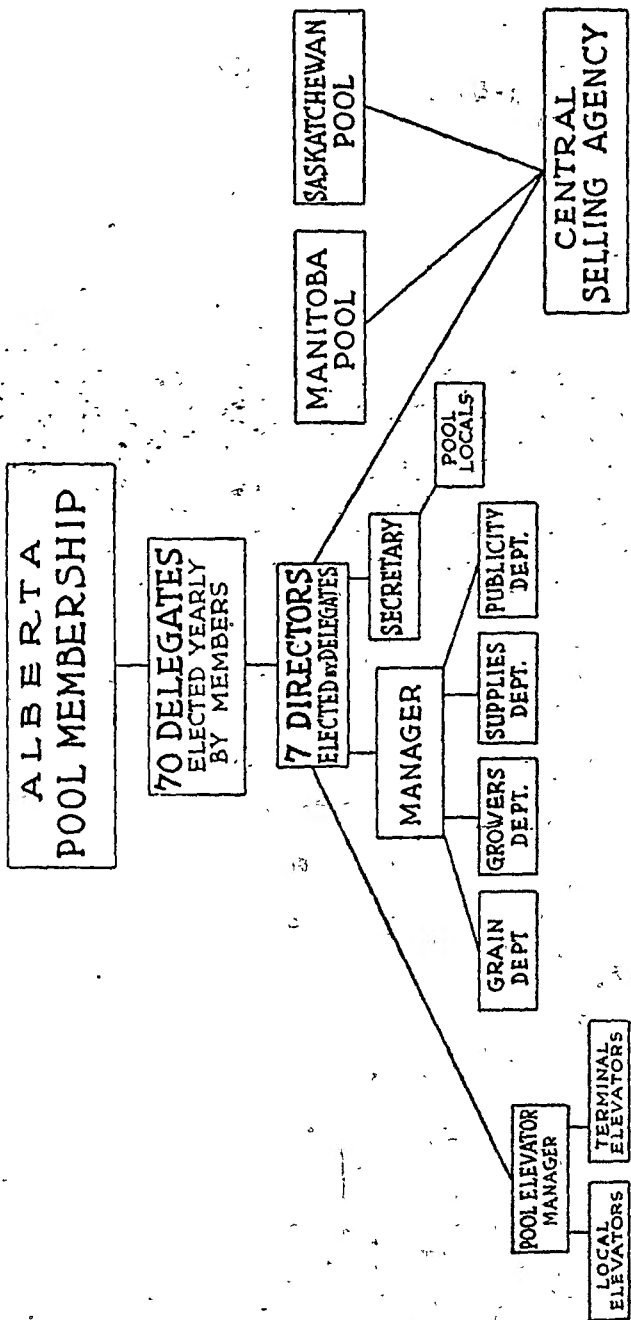 ALBERTA
POOL MEMBERSHIP
70 DELEGATES
ELECTED YEARLY
BY MEMBERS
7 DIRECTORS
ELECTED BY DELEGATES
MANITOBA
POOL
SASKATCHEWAN
POOL
SECRETARY
POOL
LOCALS
MANAGER
GRAIN
DEPT
GROWERS
DEPT.
SUPPLIES
DEPT.
PUBLICITY
DEPT.
POOL ELEVATOR
MANAGER
LOCAL
ELEVATORS
TERMINAL
ELEVATORS
CENTRAL
SELLING AGENCY